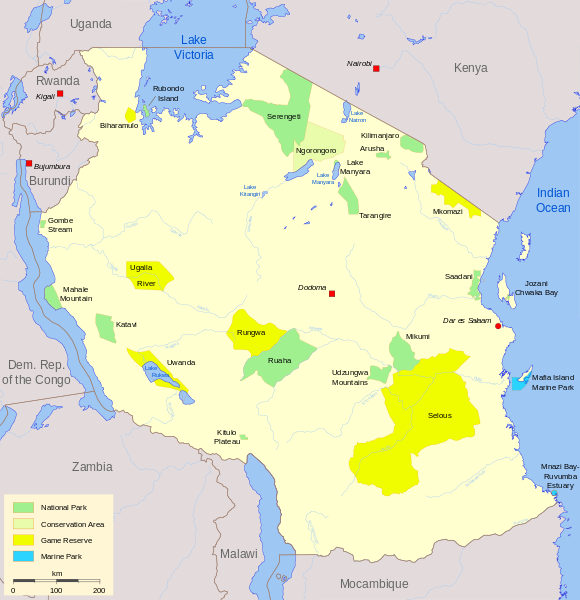 Uganda
Lake
Victoria
Nairobi
Kenya
Rwanda
Kigali
Rubondo
Island
Biharamulo
Serengeti
Lake
Natron
Kilimanjaro
Arusha
Ngorongoro
Bujumbura
Burundi
Lake
Manyara
Lake
Manyara
Lake
Kitangiri
Mkomazi
Tarangire
Indian
Ocean
Gombe
Stream
Ugalla
River
Saadani
Jozani
Chwaka Bay
Mahale
Mountain
Dodoma
Katavi
Dar es Salaam
Rungwa
Mikumi
Ruaha
Uwanda
Lake
Rukwa
Udzungwa
Mountains
Mafia Island
Marine Park
Dem. Rep.
of the Congo
Selous
Kitulo
Plateau
Zambia
Mnazi Bay-
Ruvumba
Estuary
National Park
Conservation Area
Game Reserve
Marine Park
km
0 100 200
Malawi
Mozambique